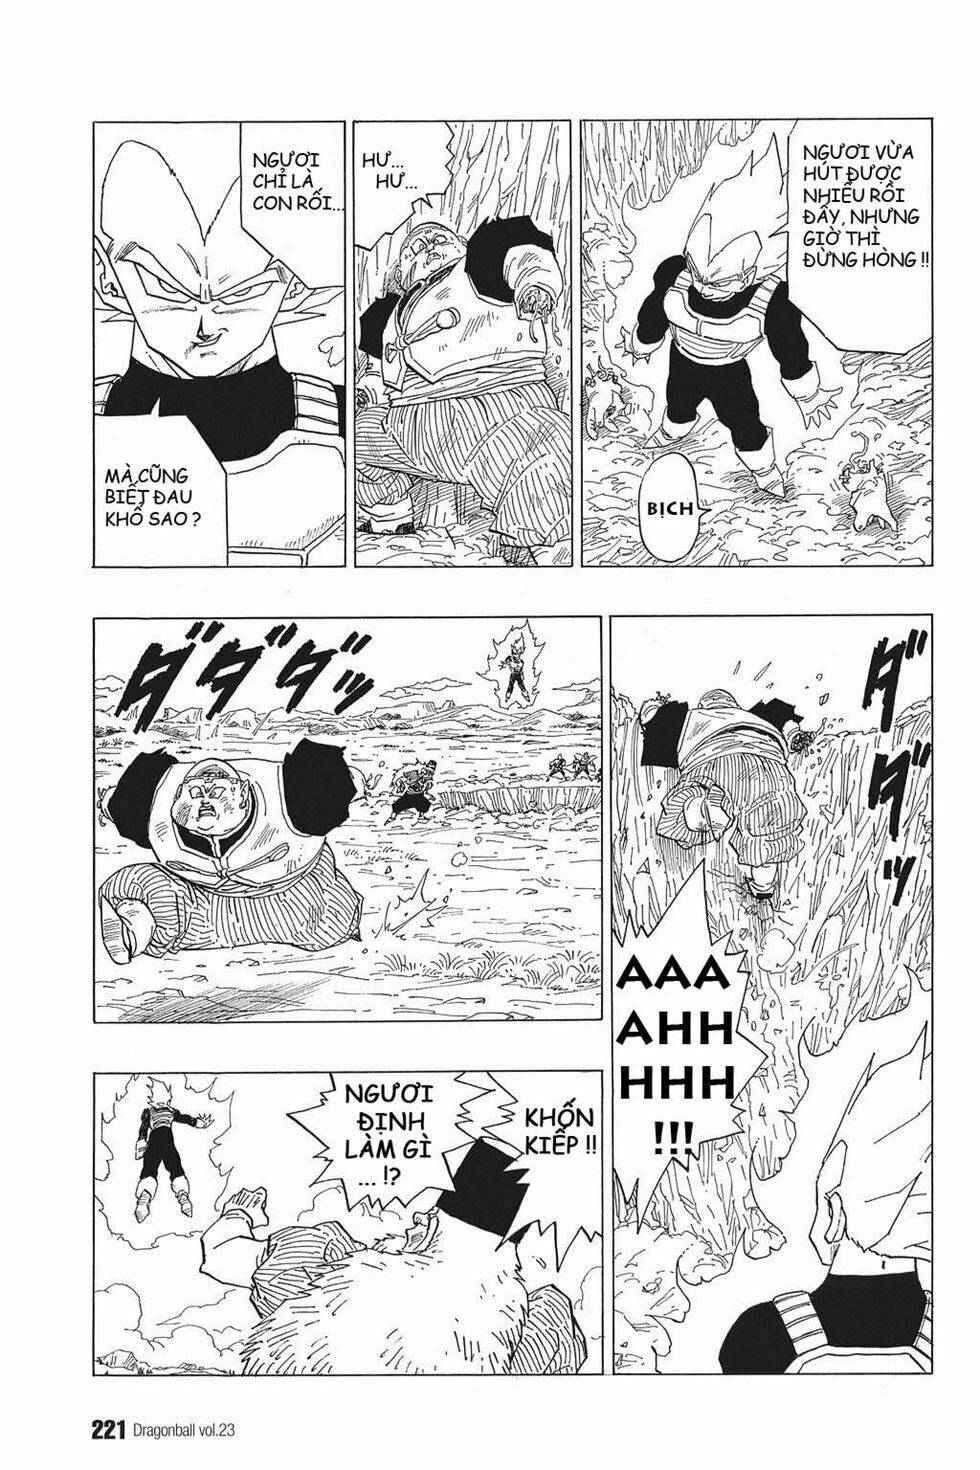 NGƯƠI VỪA
HÚT ĐƯỢC
NHIỀU RỒI
ĐẤY, NHƯNG
GIỜ THÌ
ĐỪNG HÒNG !!
BỊCH
HƯ...
HƯ...
NGƯƠI
CHỈ LÀ
CON RỐI...
MÀ CŨNG
BIẾT ĐAU
KHỔ SAO ?
ダダッ
AAA
AHH
HHH
!!!
ダダダッ
KHỐN
KIẾP !!
NGƯƠI
ĐỊNH
LÀM GÌ
... !?
221 Dragonball vol.23